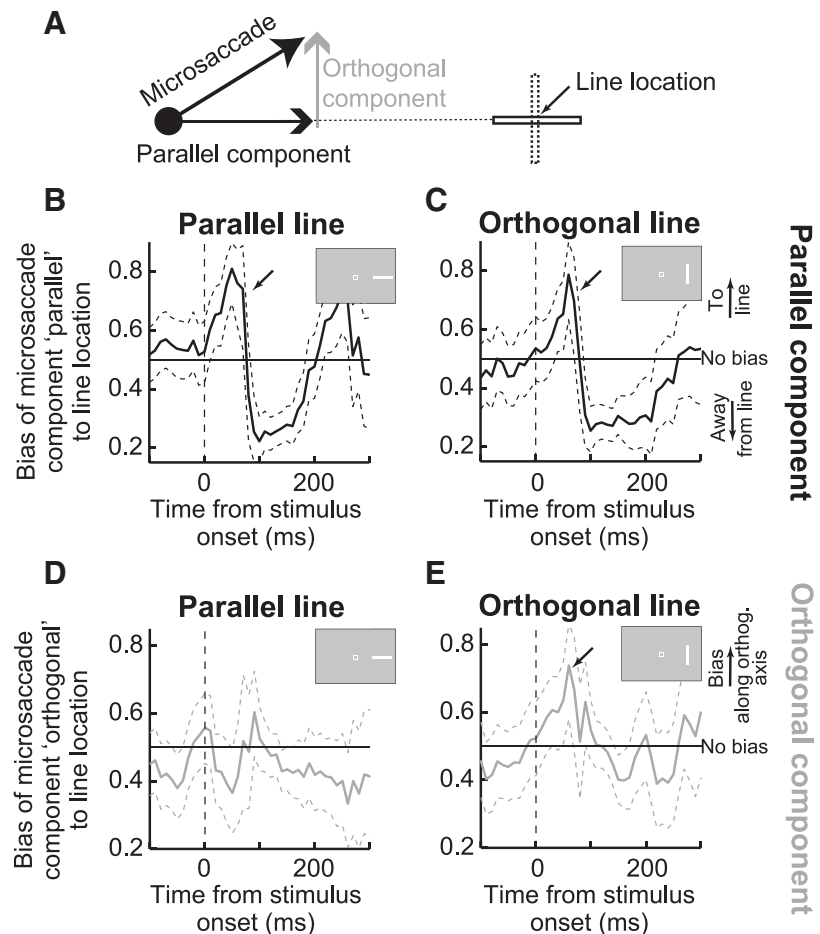 A
Microsaccade
Orthogonal
component
Line location
Parallel component
B
Parallel line
C
Orthogonal line
Bias of microsaccade
component ‘parallel’
to line location
0.8
0.6
0.4
0.2
0
200
Time from stimulus
onset (ms)
0.8
0.6
0.4
0.2
0
200
Time from stimulus
onset (ms)
To
line
No bias
Away
from line
Parallel component
D
Parallel line
E
Orthogonal line
Bias of microsaccade
component ‘orthogonal’
to line location
0.8
0.6
0.4
0.2
0
200
Time from stimulus
onset (ms)
0.8
0.6
0.4
0.2
0
200
Time from stimulus
onset (ms)
Bias
along orthog.
axis
No bias
Orthogonal component